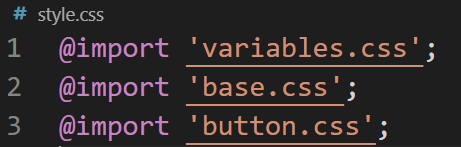 # style.css
1 @import 'variables.css';
2 @import 'base.css';
3 @import 'button.css';